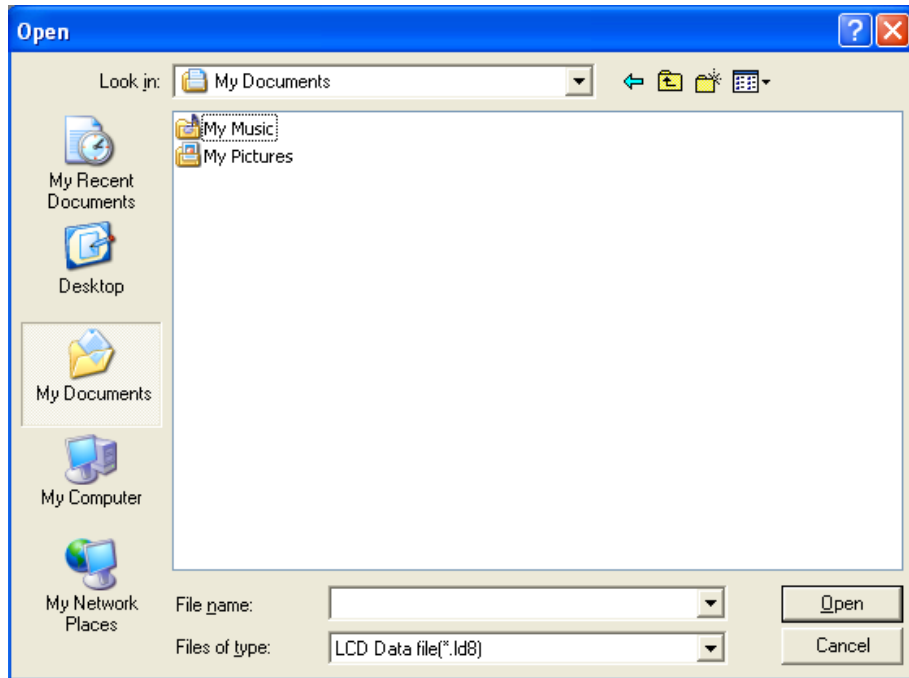 Open
Look in:
My Documents
My Recent
Documents
Desktop
My Documents
My Computer
My Network
Places
My Music
My Pictures
File name:
Open
Files of type:
LCD Data file(*.ld8)
Cancel